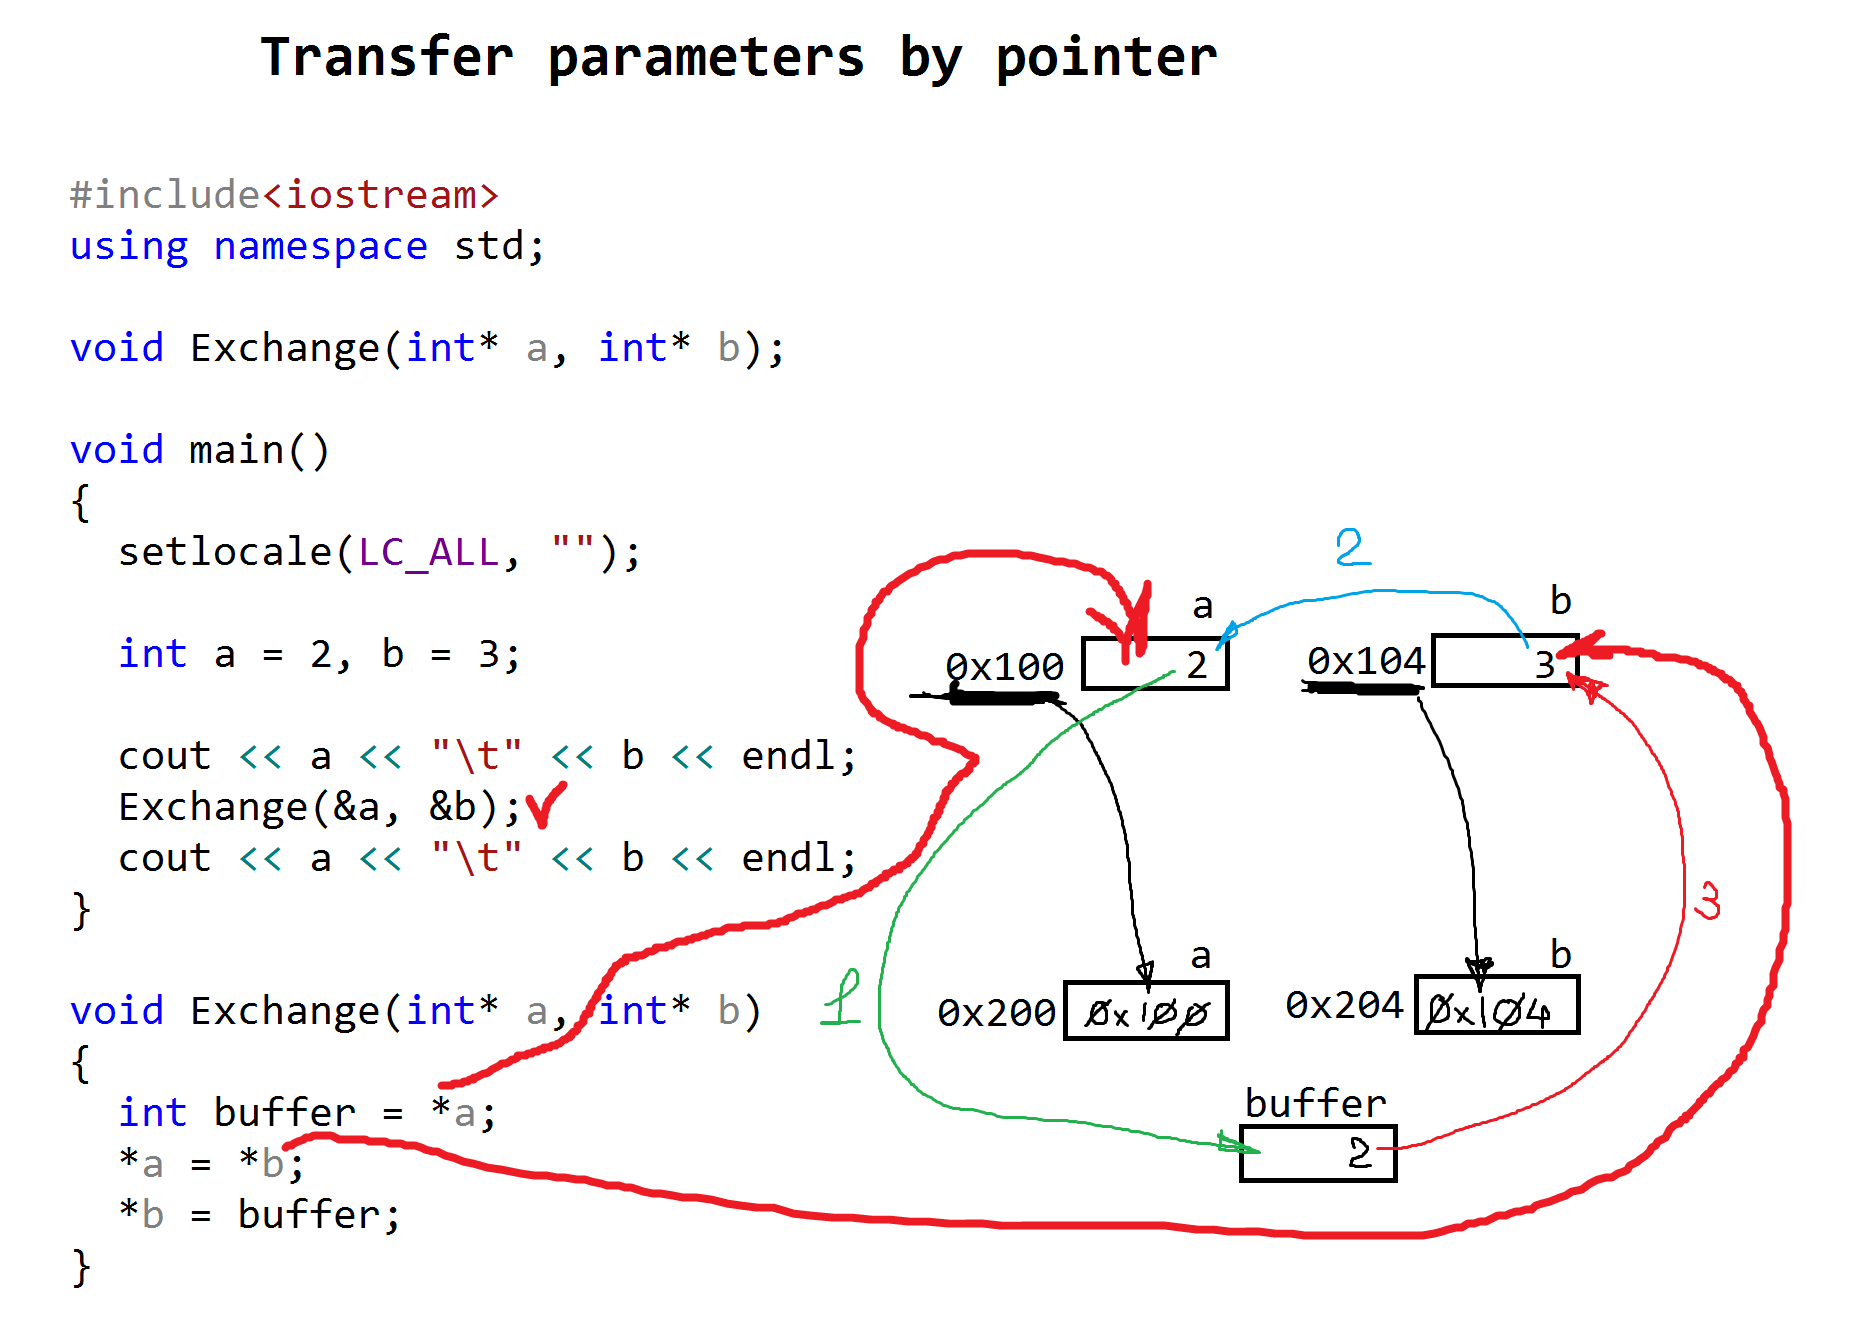 Transfer parameters by pointer
#include<iostream>
using namespace std;
void Exchange(int* a, int* b);
void main()
{
setlocale(LC_ALL, "");
int a = 2, b = 3;
cout << a << "\t" << b << endl;
Exchange(&a, &b);
cout << a << "\t" << b << endl;
}
void Exchange(int* a, int* b)
{
int buffer = *a;
*a = *b;
*b = buffer;
}
2
a b
0x100 2 0x104 3
3
1
a b
0x200 0x100 0x204 0x104
buffer
2